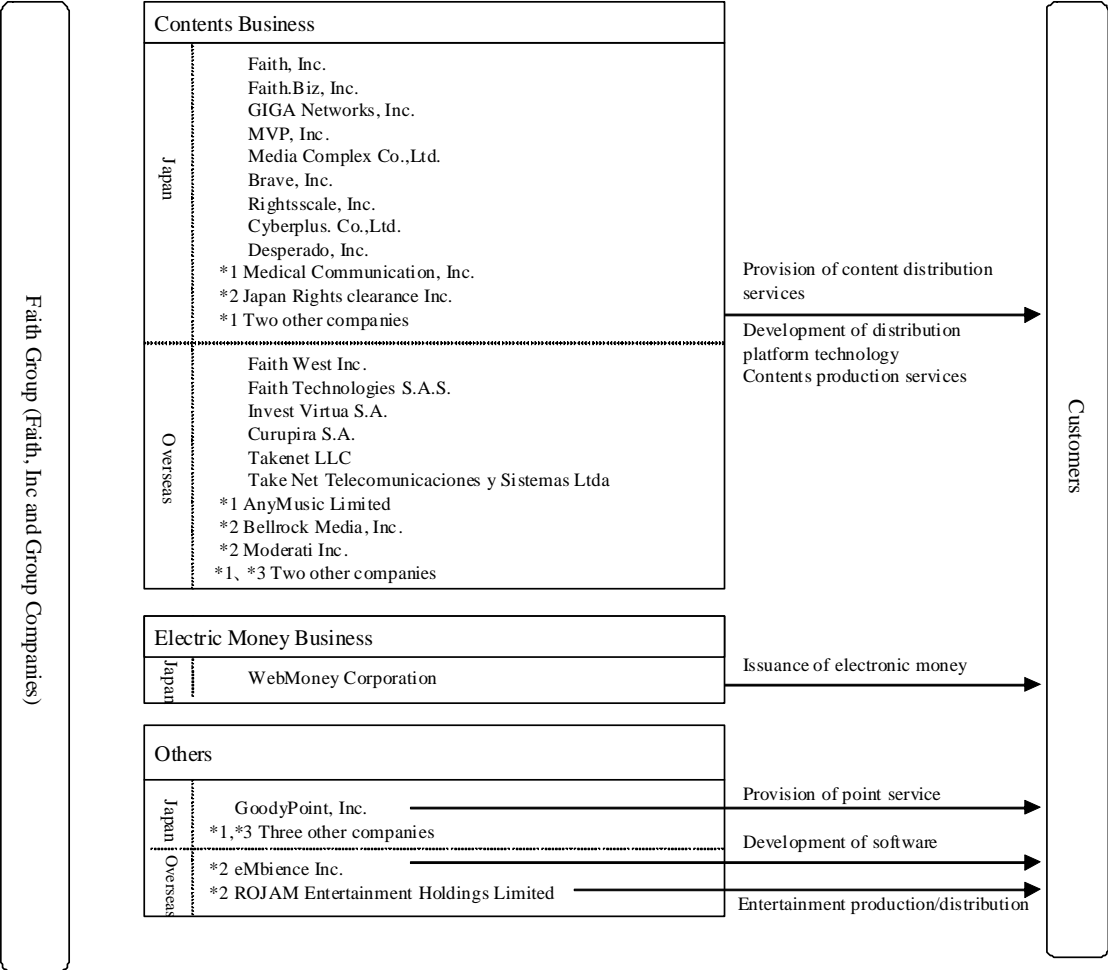 Faith Group (Faith, Inc and Group Companies)
Contents Business
Japan
Faith, Inc.
Faith.Biz, Inc.
GIGA Networks, Inc.
MVP, Inc.
Media Complex Co.,Ltd.
Brave, Inc.
Rightsscale, Inc.
Cyberplus. Co.,Ltd.
Desperado, Inc.
*1 Medical Communication, Inc.
*2 Japan Rights clearance Inc.
*1 Two other companies
Overseas
Faith West Inc.
Faith Technologies S.A.S.
Invest Virtua S.A.
Curupira S.A.
Takenet LLC
Take Net Telecomunicaciones y Sistemas Ltda
*1 AnyMusic Limited
*2 Bellrock Media, Inc.
*2 Moderati Inc.
*1、*3 Two other companies
Provision of content distribution
services
Development of distribution
platform technology
Contents production services
Electric Money Business
Japan
WebMoney Corporation
Issuance of electronic money
Others
Japan
GoodyPoint, Inc.
*1,*3 Three other companies
Provision of point service
Overseas
*2 eMbience Inc.
*2 ROJAM Entertainment Holdings Limited
Development of software
Entertainment production/distribution
Customers